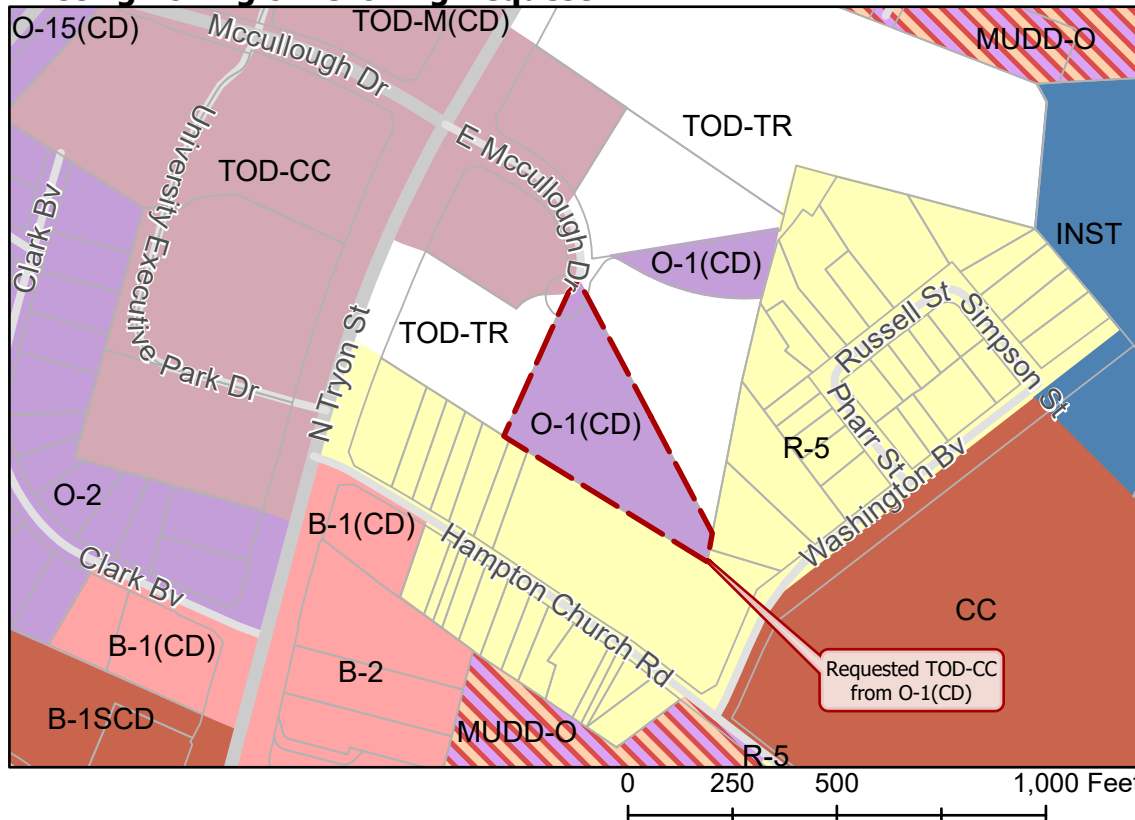 O-15(CD)
TOD-M(CD)
MUDD-O
Mccullough Dr
TOD-TR
E Mccullough Dr
University Executive Park Dr
TOD-CC
Clark Bv
INST
O-1(CD)
N Tryon St
TOD-TR
Russell St
Simpson St
O-1(CD)
Pharr St
R-5
Washington Bv
O-2
B-1(CD)
Hampton Church Rd
Clark Bv
CC
B-1(CD)
B-2
Requested TOD-CC
from O-1(CD)
B-1SCD
MUDD-O
R-5
0 250 500 1,000 Feet